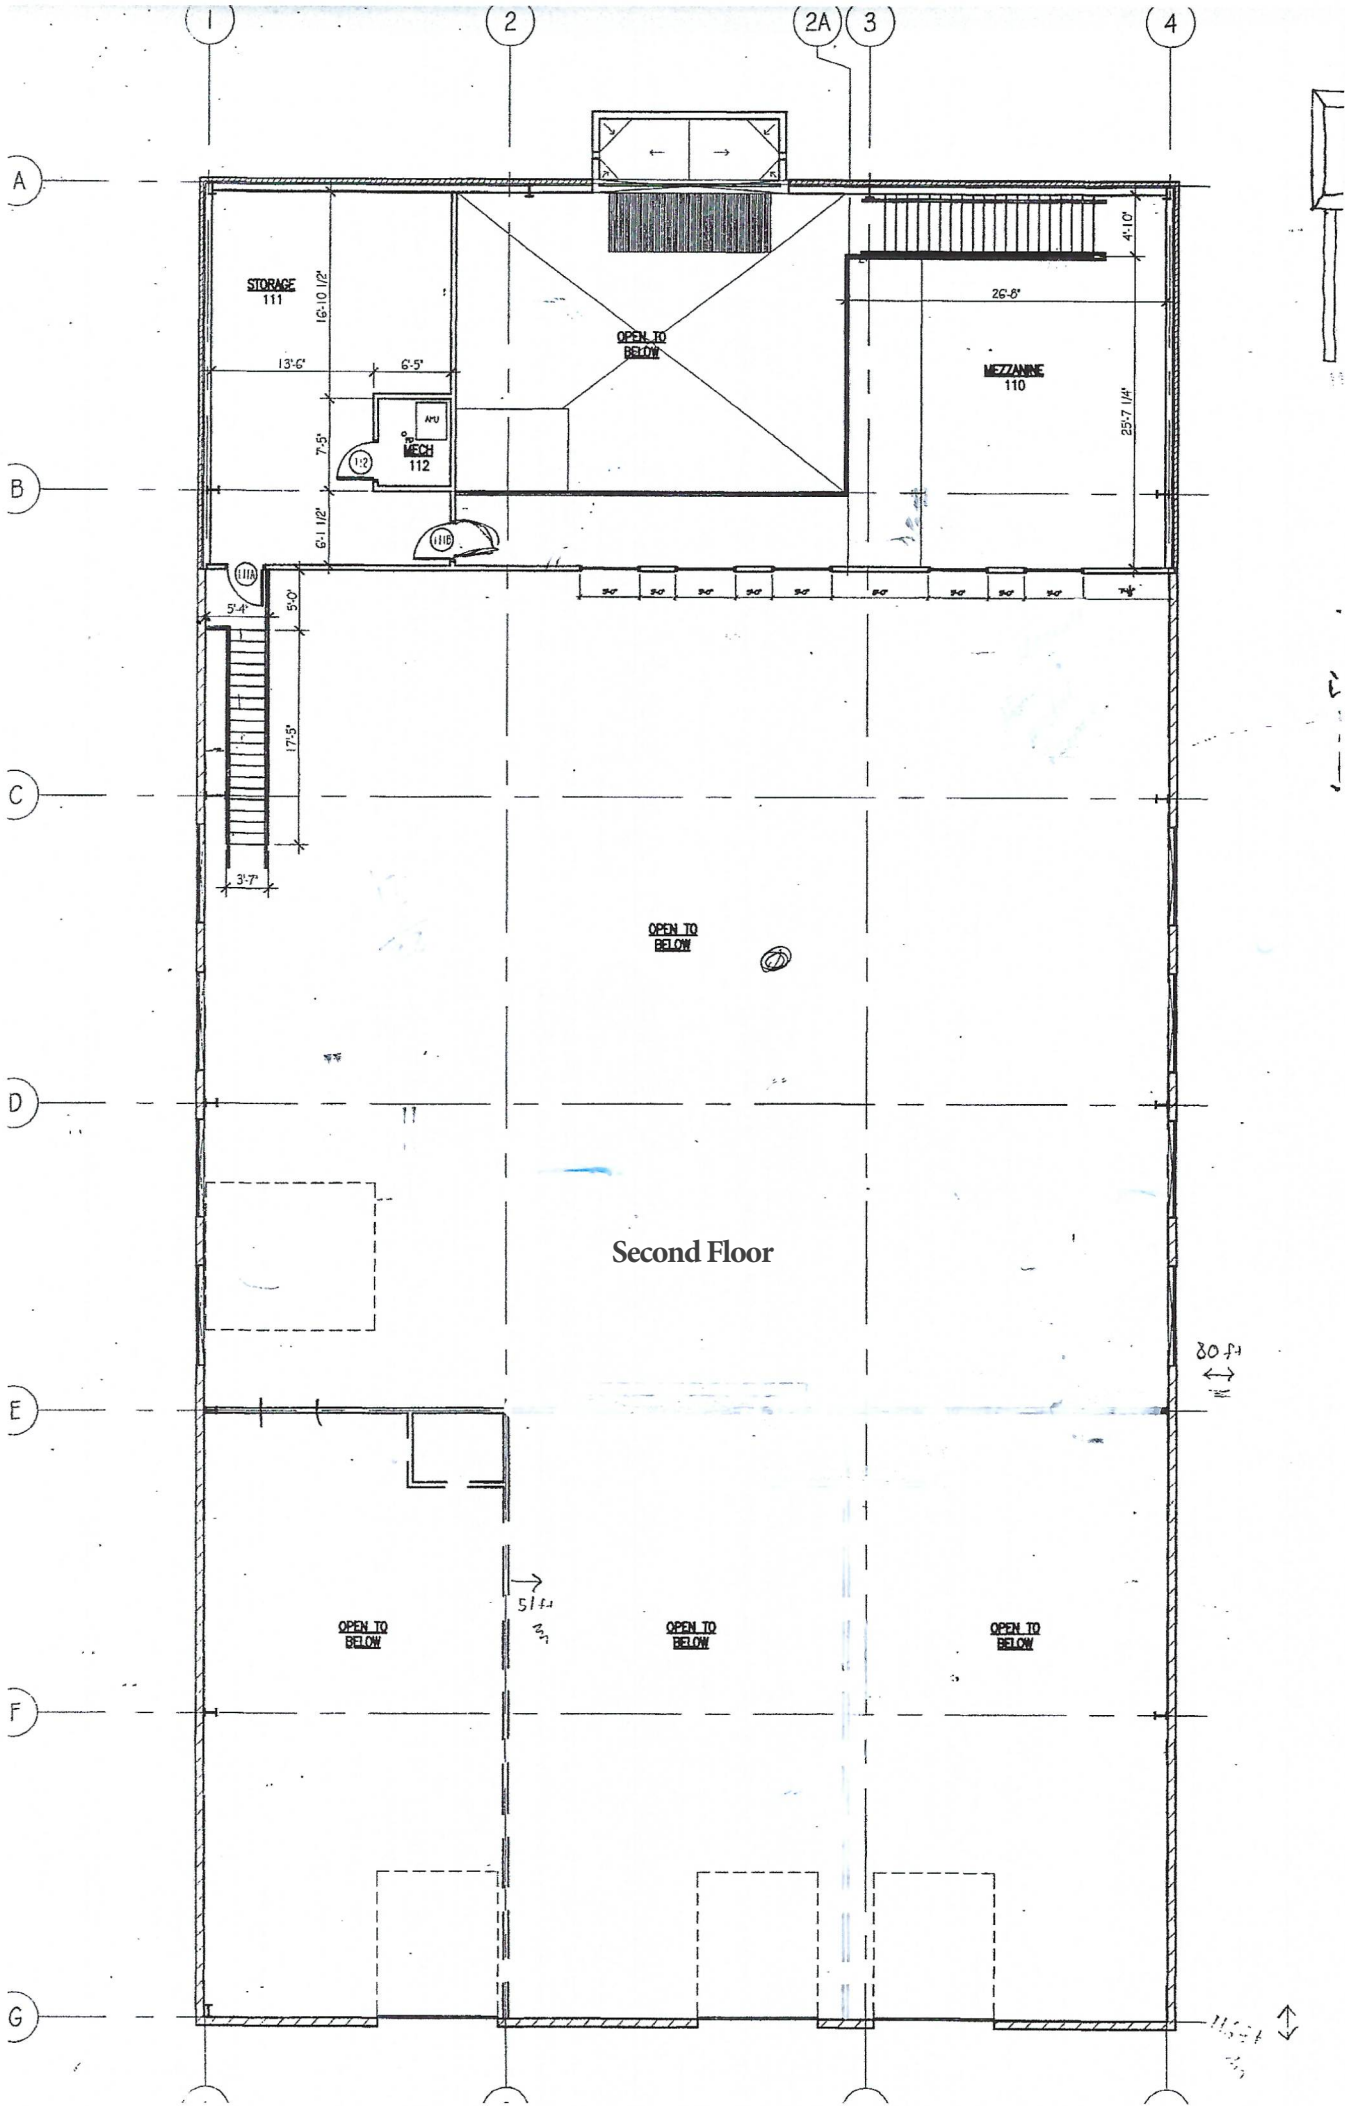 1
2
2A
3
4
A
STORAGE
111
16'-10 1/2"
4'-10"
26'-8"
OPEN TO
BELOW
13'-6"
6'-5"
MEZZANINE
110
25'-7 1/4"
AHU
7'-5"
112
MECH
112
B
6'-1 1/2"
111B
111A
5'-4"
5'-0"
17'-5"
C
3'-7"
OPEN TO
BELOW
D
Second Floor
80 ft
E
51 ft
OPEN TO
BELOW
OPEN TO
BELOW
OPEN TO
BELOW
F
G